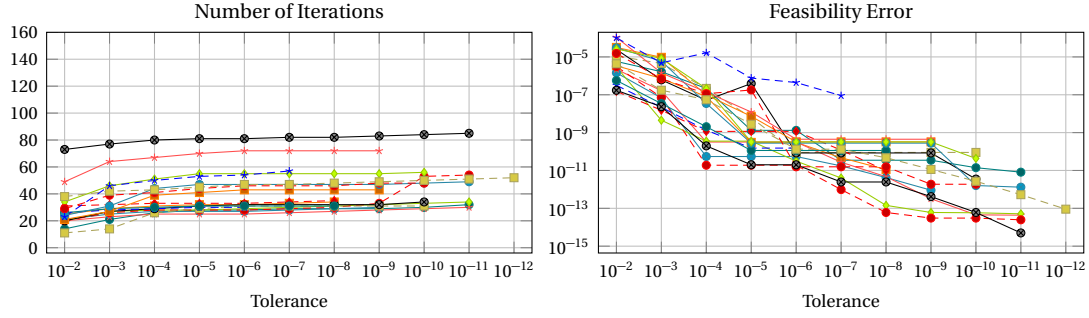 Number of Iterations
160
140
120
100
80
60
40
20
0
10⁻² 10⁻³ 10⁻⁴ 10⁻⁵ 10⁻⁶ 10⁻⁷ 10⁻⁸ 10⁻⁹ 10⁻¹⁰ 10⁻¹¹ 10⁻¹²
Tolerance
Feasibility Error
10⁻⁵
10⁻⁷
10⁻⁹
10⁻¹¹
10⁻¹³
10⁻¹⁵
10⁻² 10⁻³ 10⁻⁴ 10⁻⁵ 10⁻⁶ 10⁻⁷ 10⁻⁸ 10⁻⁹ 10⁻¹⁰ 10⁻¹¹ 10⁻¹²
Tolerance